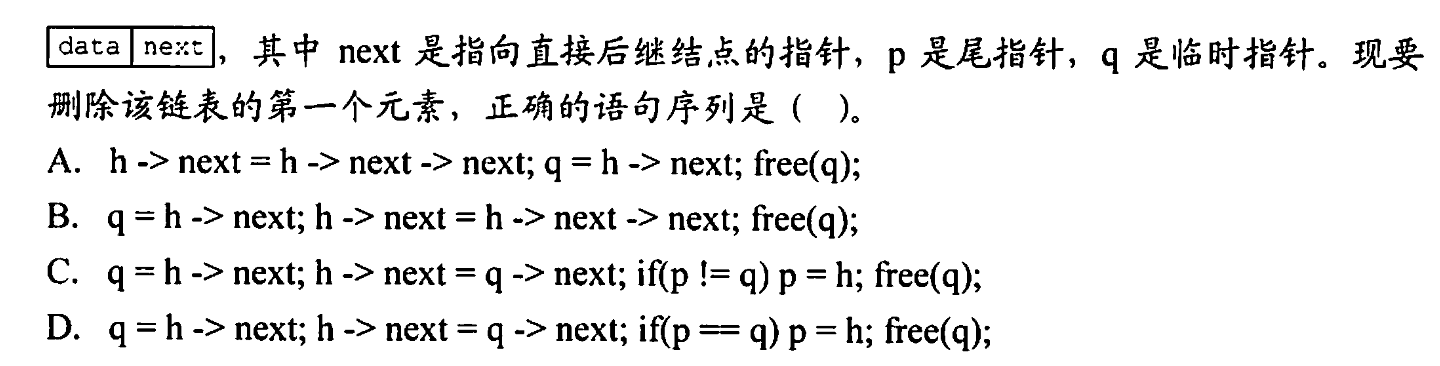 data next，其中 next 是指向直接后继结点的指针，p 是尾指针，q 是临时指针。现要
删除该链表的第一个元素，正确的语句序列是（ ）。
A. h -> next = h -> next -> next; q = h -> next; free(q);
B. q = h -> next; h -> next = h -> next -> next; free(q);
C. q = h -> next; h -> next = q -> next; if(p != q) p = h; free(q);
D. q = h -> next; h -> next = q -> next; if(p == q) p = h; free(q);